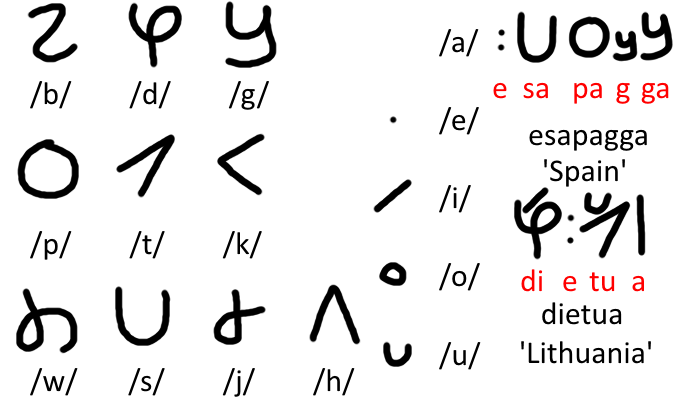 /b/ /d/ /g/
/p/ /t/ /k/
/w/ /s/ /j/ /h/
/a/
/e/
/i/
/o/
/u/
e sa pa g ga
esapagga
'Spain'
di e tu a
dietua
'Lithuania'